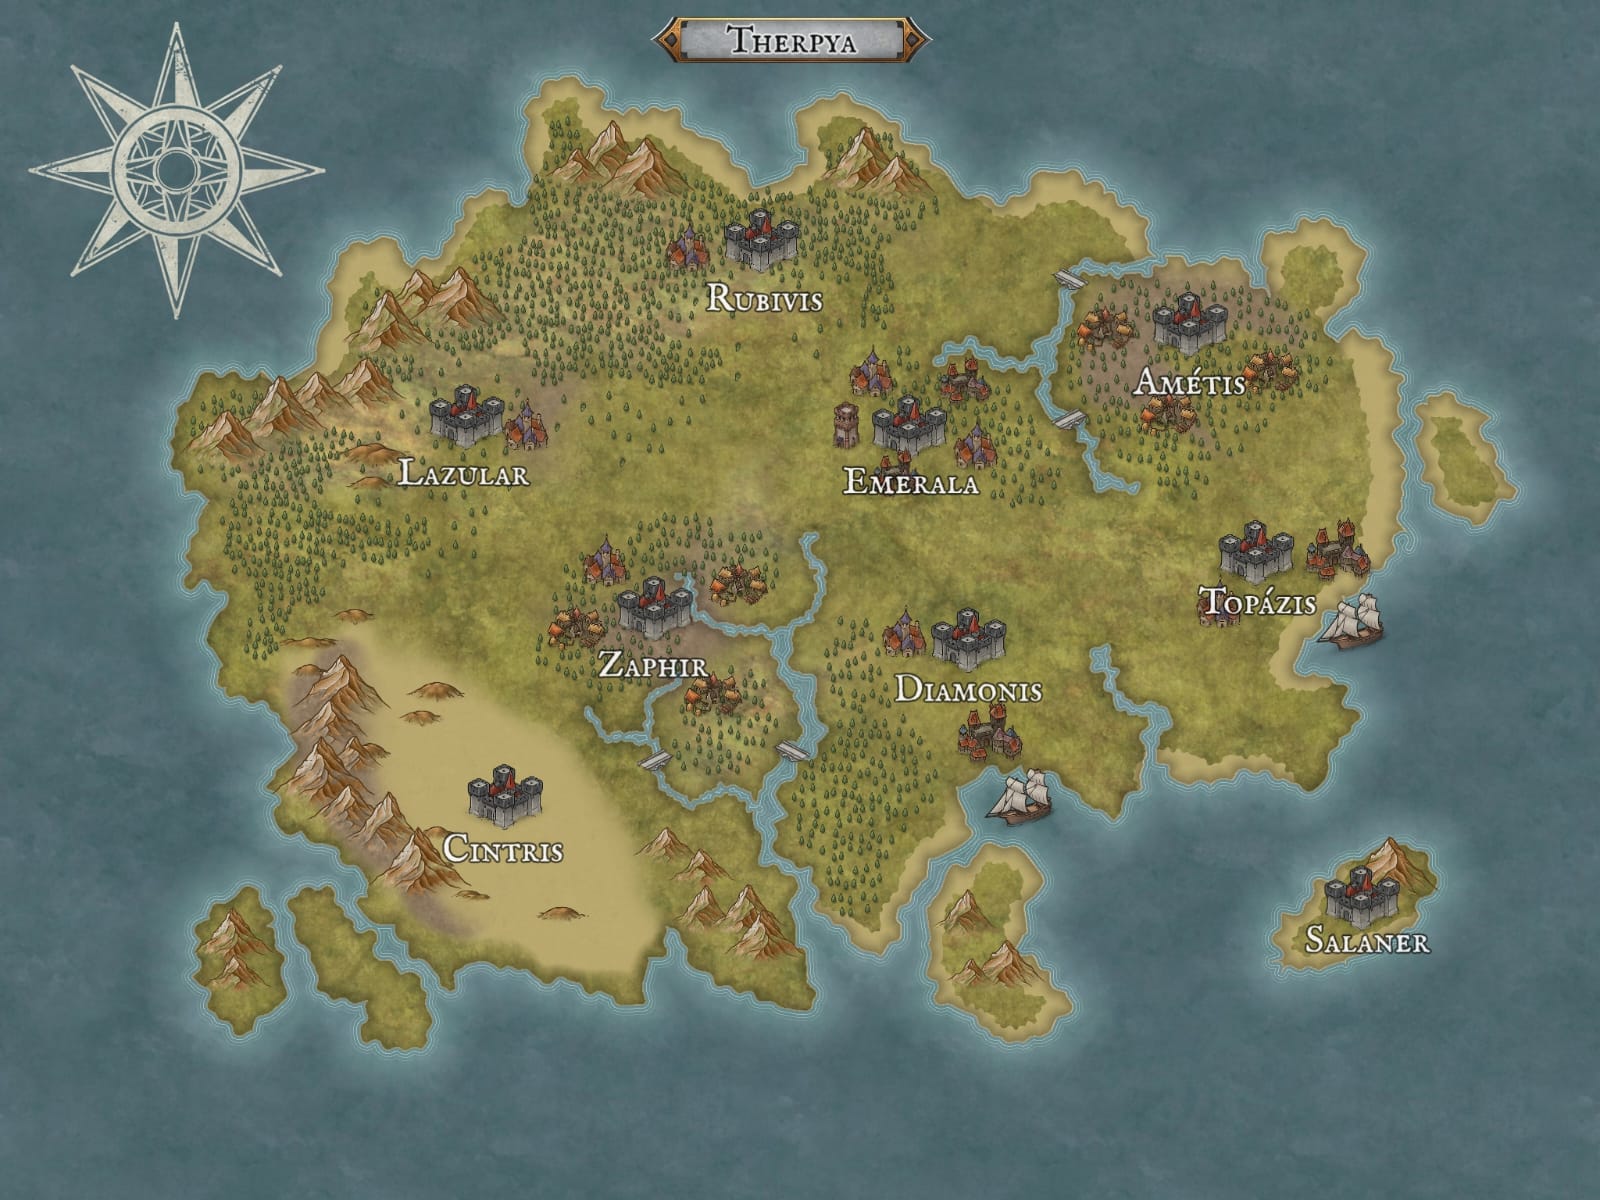 Therpya
Rubivis
Amétis
Lazular
Emerala
Topázis
Zaphir
Diamonis
Cintris
Salaner